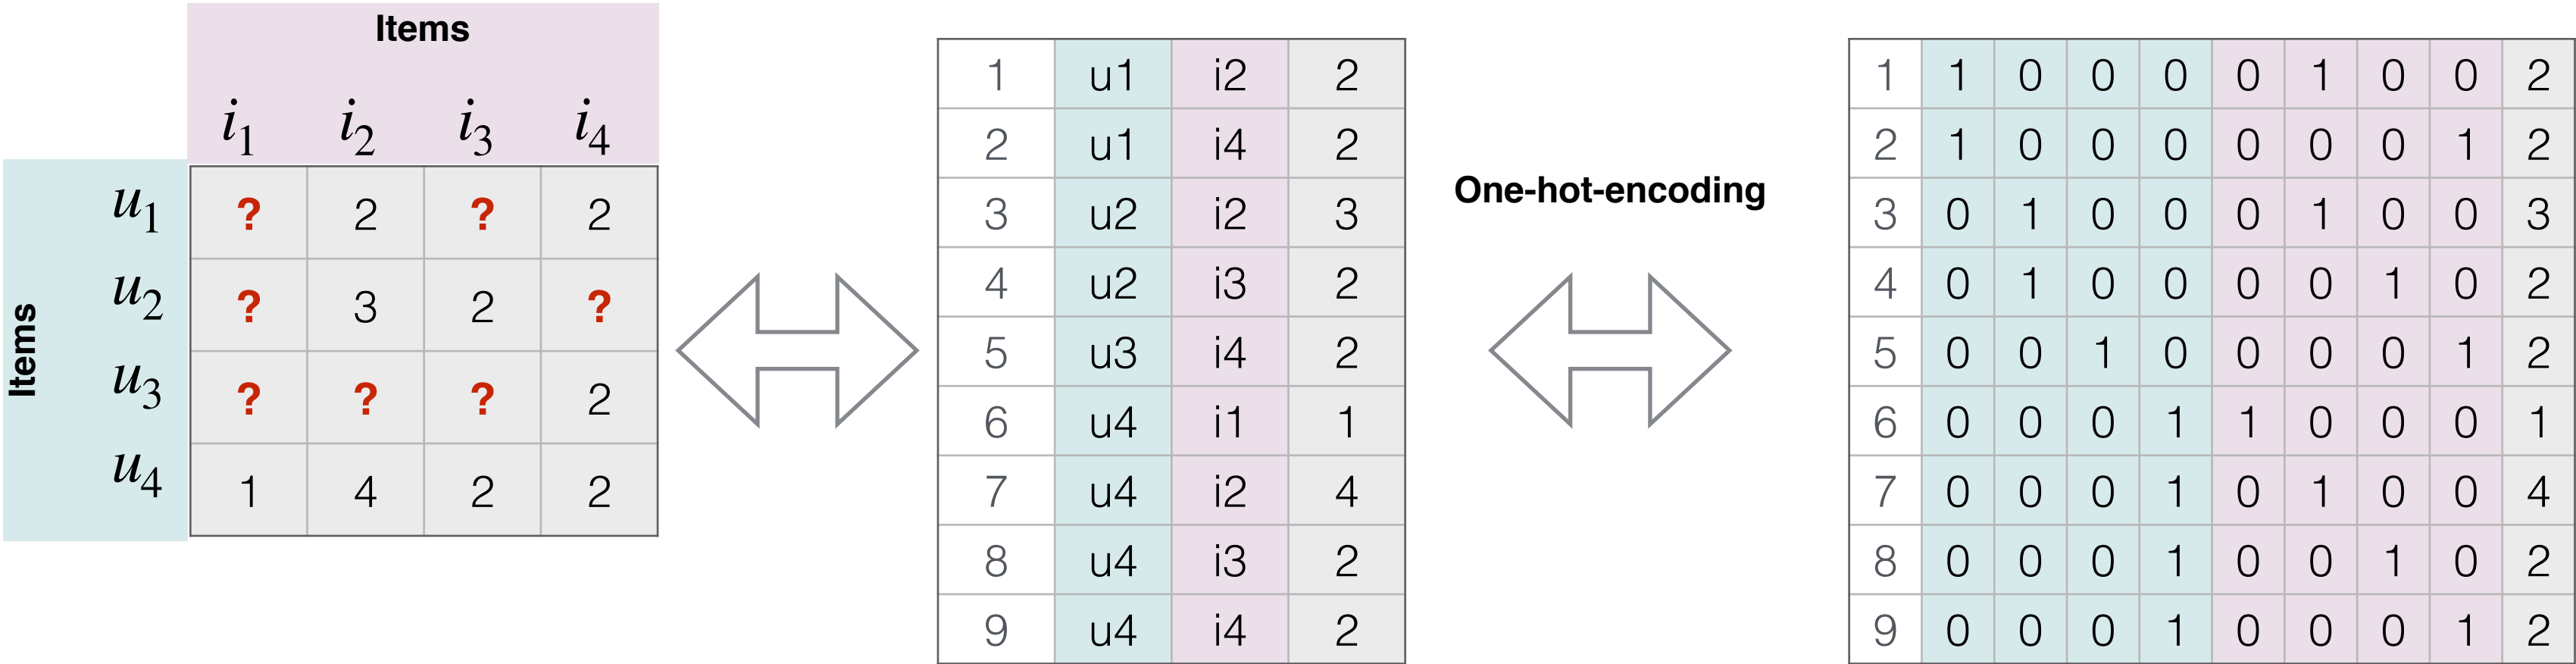 Items
i1 i2 i3 i4
Items
u1 ? 2 ? 2
u2 ? 3 2 ?
u3 ? ? ? 2
u4 1 4 2 2
1 u1 i2 2
2 u1 i4 2
3 u2 i2 3
4 u2 i3 2
5 u3 i4 2
6 u4 i1 1
7 u4 i2 4
8 u4 i3 2
9 u4 i4 2
One-hot-encoding
1 1 0 0 0 0 1 0 0 2
2 1 0 0 0 0 0 0 1 2
3 0 1 0 0 0 1 0 0 3
4 0 1 0 0 0 0 1 0 2
5 0 0 1 0 0 0 0 1 2
6 0 0 0 1 1 0 0 0 1
7 0 0 0 1 0 1 0 0 4
8 0 0 0 1 0 0 1 0 2
9 0 0 0 1 0 0 0 1 2